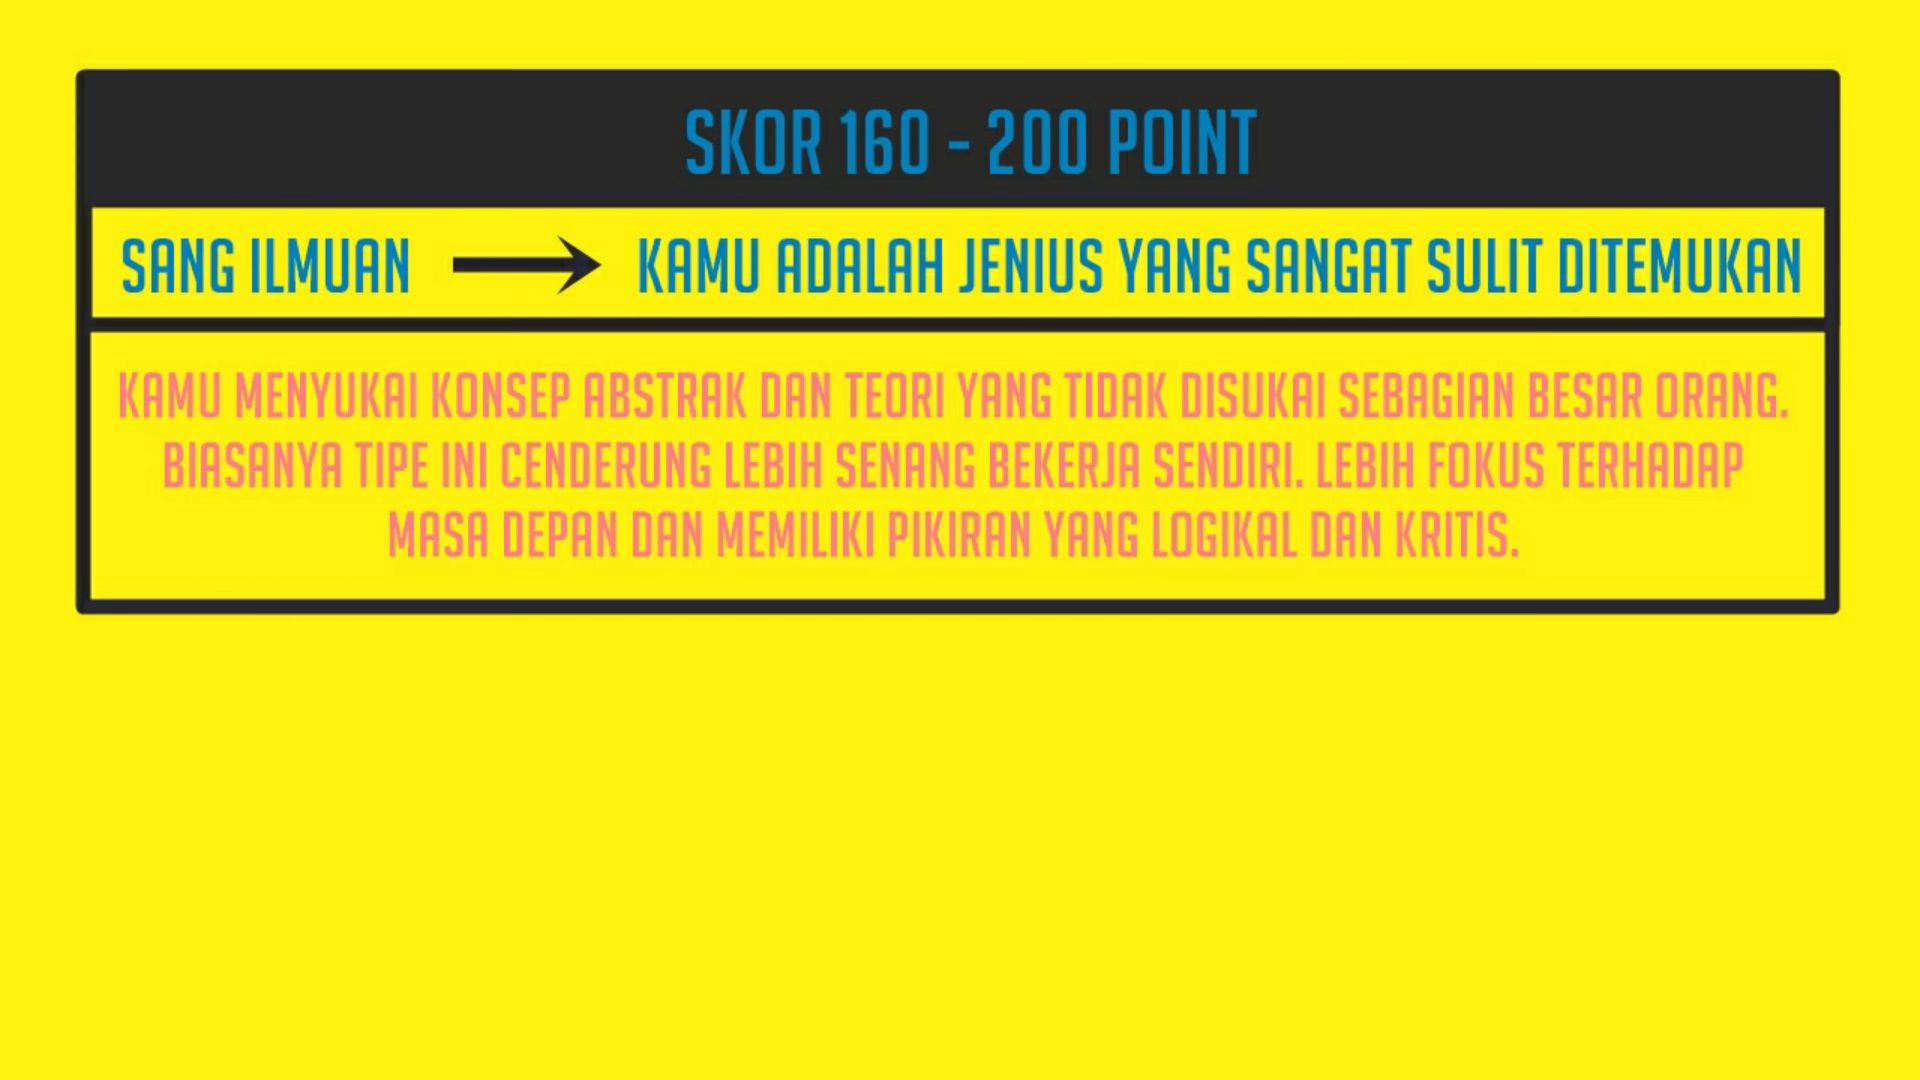 SKOR 160 - 200 POINT
SANG ILMUAN → KAMU ADALAH JENIUS YANG SANGAT SULIT DITEMUKAN
KAMU MENYUKAI KONSEP ABSTRAK DAN TEORI YANG TIDAK DISUKAI SEBAGIAN BESAR ORANG.
BIASANYA TIPE INI CENDERUNG LEBIH SENANG BEKERJA SENDIRI. LEBIH FOKUS TERHADAP
MASA DEPAN DAN MEMILIKI PIKIRAN YANG LOGIKAL DAN KRITIS.